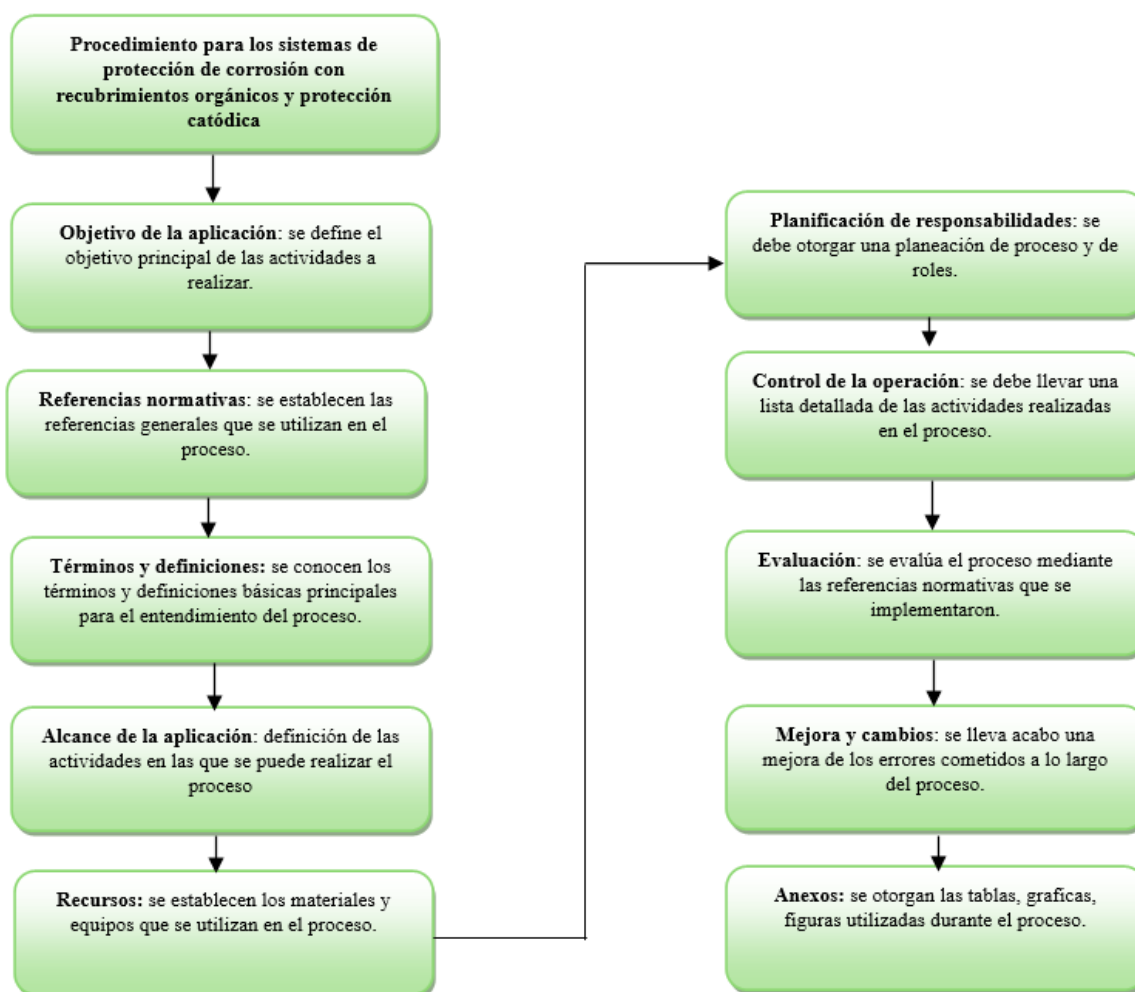 Procedimiento para los sistemas de
protección de corrosión con
recubrimientos orgánicos y protección
catódica
Objetivo de la aplicación: se define el
objetivo principal de las actividades a
realizar.
Referencias normativas: se establecen las
referencias generales que se utilizan en el
proceso.
Términos y definiciones: se conocen los
términos y definiciones básicas principales
para el entendimiento del proceso.
Alcance de la aplicación: definición de las
actividades en las que se puede realizar el
proceso
Recursos: se establecen los materiales y
equipos que se utilizan en el proceso.
Planificación de responsabilidades: se
debe otorgar una planeación de proceso y de
roles.
Control de la operación: se debe llevar una
lista detallada de las actividades realizadas
en el proceso.
Evaluación: se evalúa el proceso mediante
las referencias normativas que se
implementaron.
Mejora y cambios: se lleva acabo una
mejora de los errores cometidos a lo largo
del proceso.
Anexos: se otorgan las tablas, graficas,
figuras utilizadas durante el proceso.